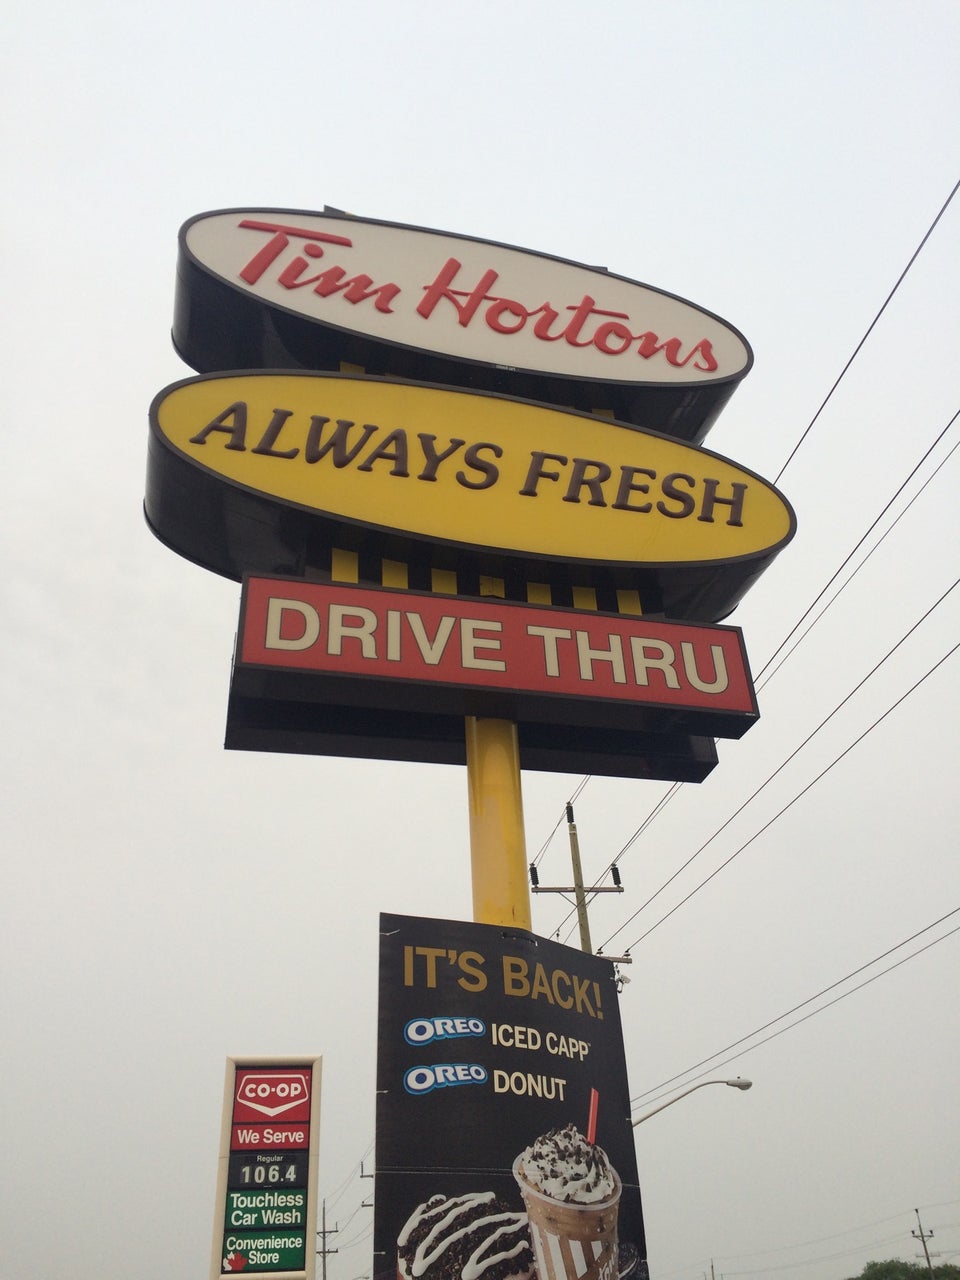 Tim Hortons
ALWAYS FRESH
DRIVE THRU
IT'S BACK!
OREO ICED CAPP
OREO DONUT
CO-OP
We Serve
Regular
106.4
Touchless
Car Wash
Convenience
Store